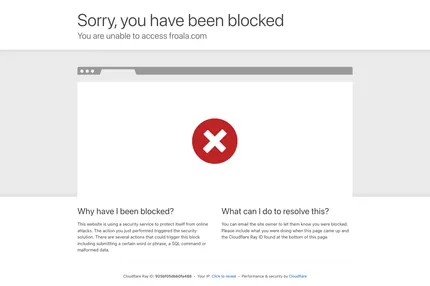 Sorry, you have been blocked
You are unable to access froala.com
Why have I been blocked?
This website is using a security service to protect itself from online
attacks. The action you just performed triggered the security
solution. There are several actions that could trigger this block
including submitting a certain word or phrase, a SQL command or
malformed data.
What can I do to resolve this?
You can email the site owner to let them know you were blocked.
Please include what you were doing when this page came up and
the Cloudflare Ray ID found at the bottom of this page.
Cloudflare Ray ID: • Your IP: Click to reveal • Performance & security by Cloudflare